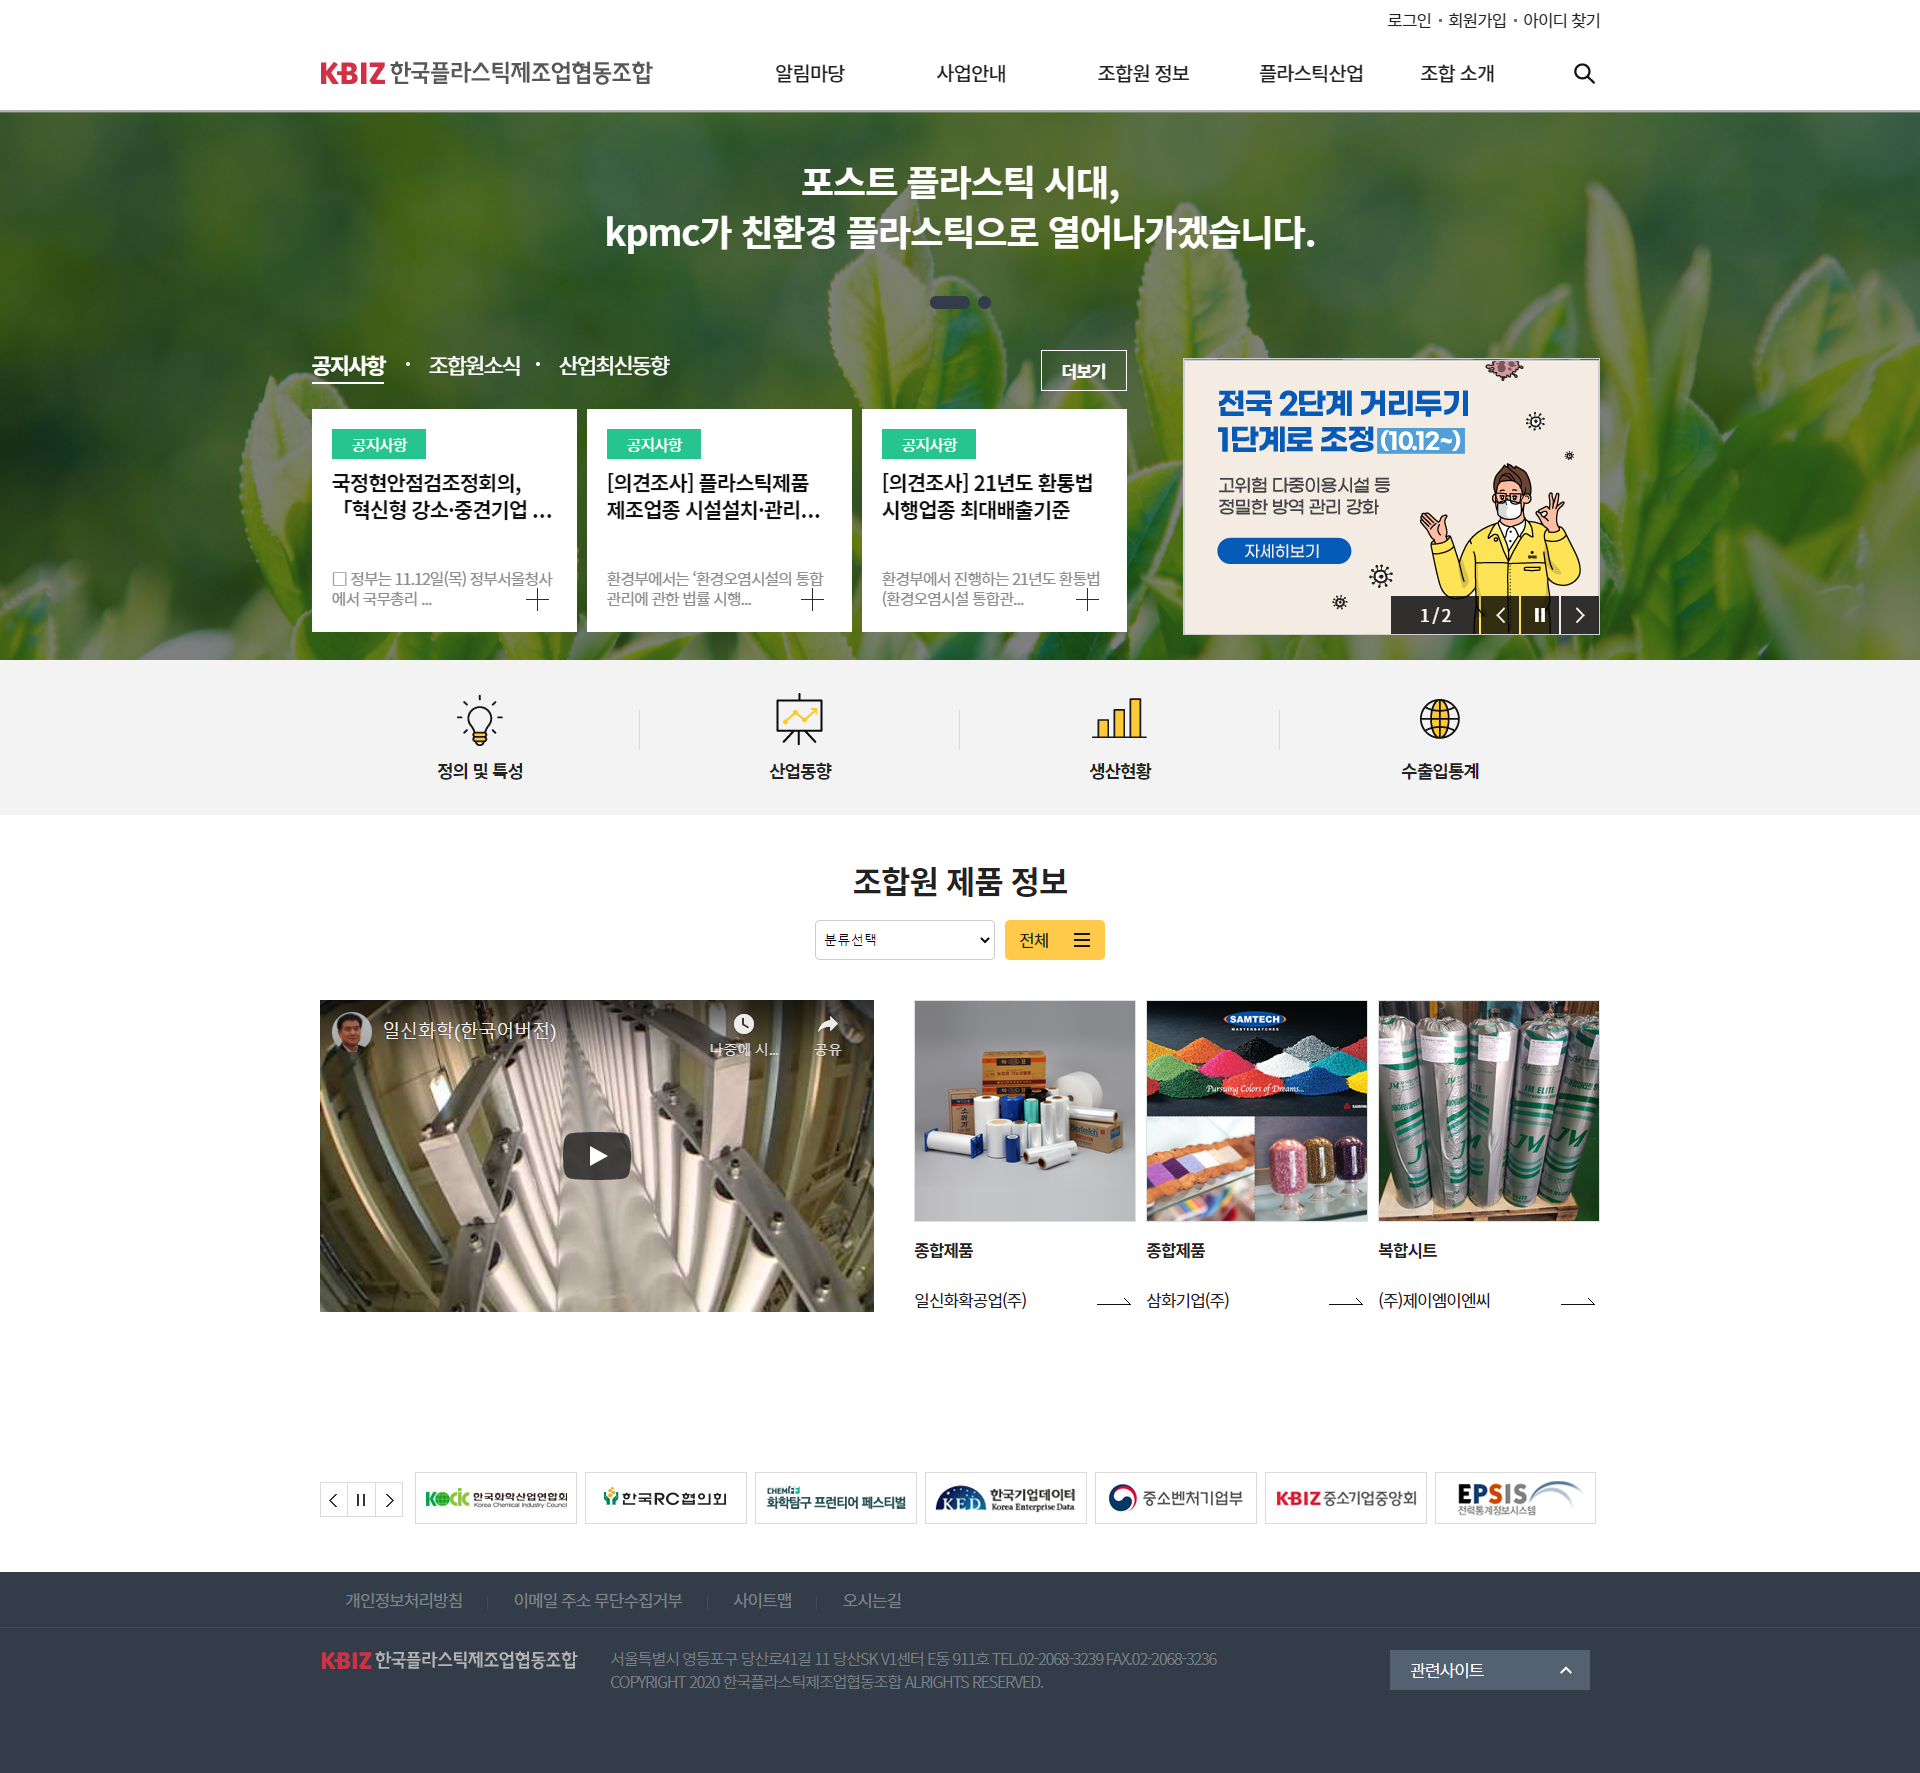 로그인 · 회원가입 · 아이디 찾기
K-BIZ 한국플라스틱제조업협동조합
알림마당
사업안내
조합원 정보
플라스틱산업
조합 소개
포스트 플라스틱 시대,
kpmc가 친환경 플라스틱으로 열어나가겠습니다.
공지사항 · 조합원소식 · 산업최신동향
더보기
공지사항
국정현안점검조정회의,
「혁신형 강소·중견기업 ...
□ 정부는 11.12일(목) 정부서울청사
에서 국무총리 ...
공지사항
[의견조사] 플라스틱제품
제조업종 시설설치·관리...
환경부에서는 ‘환경오염시설의 통합
관리에 관한 법률 시행...
공지사항
[의견조사] 21년도 환통법
시행업종 최대배출기준
환경부에서 진행하는 21년도 환통법
(환경오염시설 통합관...
전국 2단계 거리두기
1단계로 조정(10.12~)
고위험 다중이용시설 등
정밀한 방역 관리 강화
자세히보기
1/2
정의 및 특성
산업동향
생산현황
수출입통계
조합원 제품 정보
분류선택
전체
일신화학(한국어버전)
나중에 시...
공유
SAMTECH
MASTERBATCHES
Pursuing Colors of Dreams...
JM ELITE
JM
JM
종합제품
일신화확공업(주)
종합제품
삼화기업(주)
복합시트
(주)제이엠이엔씨
KOCIC 한국화학산업연합회
Korea Chemical Industry Council
한국RC협의회
CHEMI
화학탐구 프런티어 페스티벌
KED 한국기업데이터
Korea Enterprise Data
중소벤처기업부
K-BIZ 중소기업중앙회
EPSIS
전력통계정보시스템
개인정보처리방침
이메일 주소 무단수집거부
사이트맵
오시는길
K-BIZ 한국플라스틱제조업협동조합
서울특별시 영등포구 당산로41길 11 당산SK V1센터 E동 911호 TEL.02-2068-3239 FAX.02-2068-3236
COPYRIGHT 2020 한국플라스틱제조업협동조합 ALRIGHTS RESERVED.
관련사이트